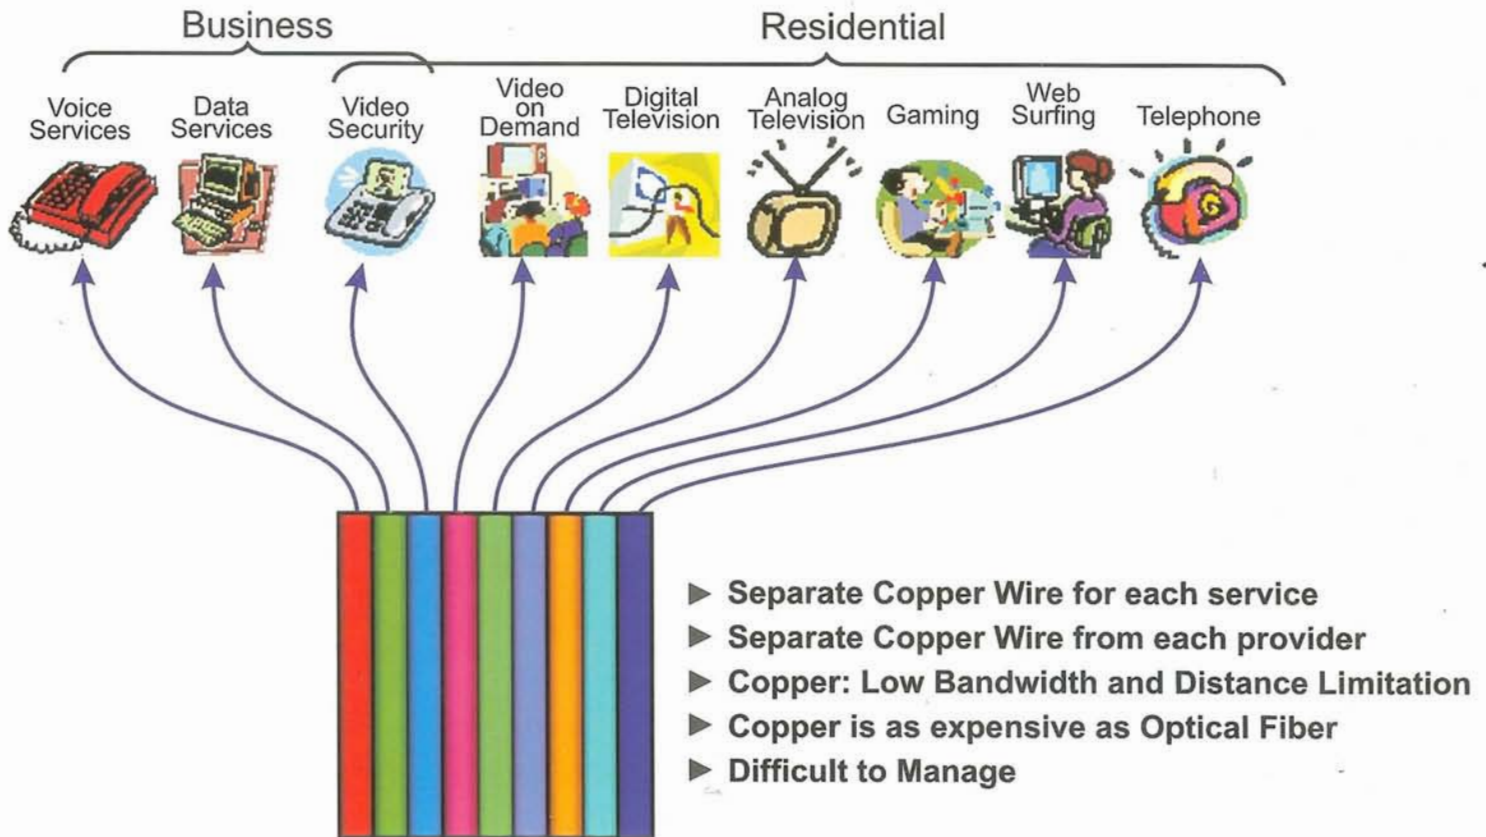 Business
Residential
Voice
Services
Data
Services
Video
Security
Video
on
Demand
Digital
Television
Analog
Television
Gaming
Web
Surfing
Telephone
▶ Separate Copper Wire for each service
▶ Separate Copper Wire from each provider
▶ Copper: Low Bandwidth and Distance Limitation
▶ Copper is as expensive as Optical Fiber
▶ Difficult to Manage